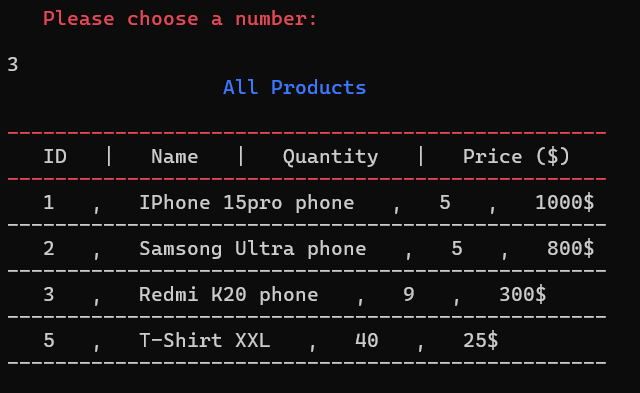 Please choose a number:
3
All Products
--------------------------------------------------
ID | Name | Quantity | Price ($)
--------------------------------------------------
1 , IPhone 15pro phone , 5 , 1000$
--------------------------------------------------
2 , Samsong Ultra phone , 5 , 800$
--------------------------------------------------
3 , Redmi K20 phone , 9 , 300$
--------------------------------------------------
5 , T-Shirt XXL , 40 , 25$
--------------------------------------------------